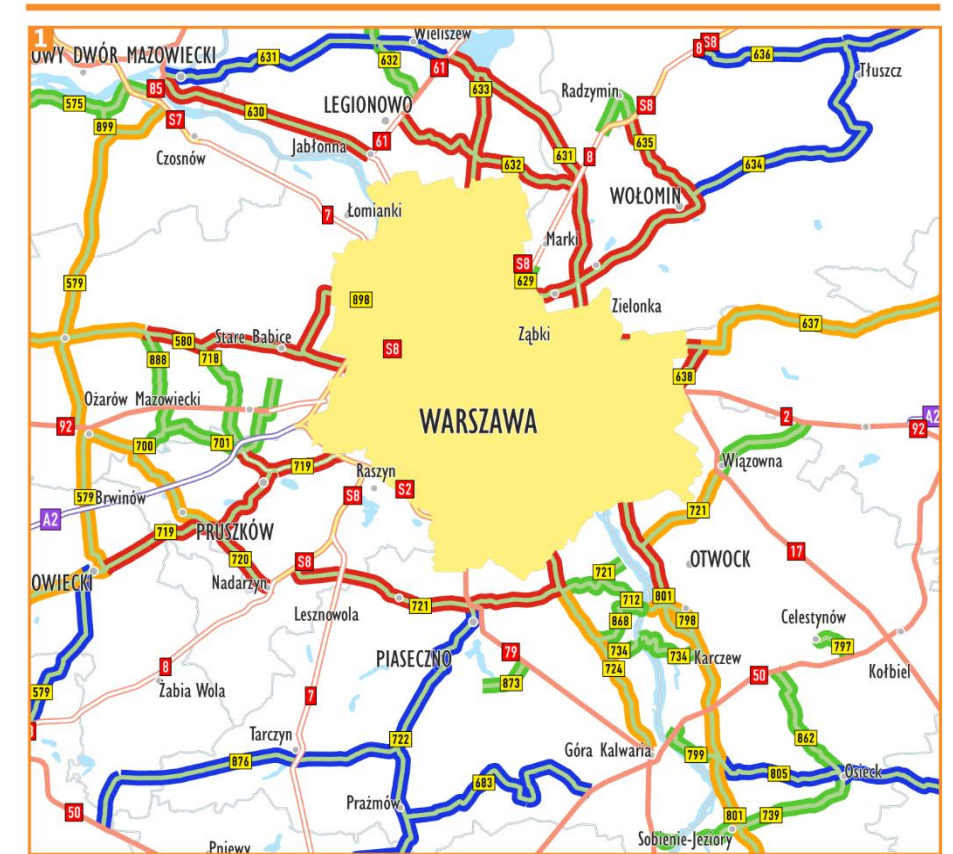 1
OWY DWÓR MAZOWIECKI
631
Wieliszew
632
61
8
S8
636
Tłuszcz
85
575
S7
899
630
LEGIONOWO
633
Radzymin
S8
Czosnów
Jabłonna
61
632
631
8
635
634
7
Łomianki
WOŁOMIN
Marki
S8
629
579
898
Zielonka
Ząbki
637
580
Stare Babice
S8
888
718
638
Ożarów Mazowiecki
92
WARSZAWA
2
A2
92
700
701
719
Raszyn
Wiązowna
579
Brwinów
S8
S2
721
A2
719
PRUSZKÓW
17
720
S8
OTWOCK
OWIECKI
Nadarzyn
721
721
712
801
Lesznowola
868
798
Celestynów
797
PIASECZNO
79
734
734
Karczew
724
Kołbiel
8
873
50
579
Żabia Wola
7
862
Tarczyn
722
Góra Kalwaria
799
876
683
805
Osieck
50
Prażmów
801
739
Pniewy
Sobienie-Jeziory